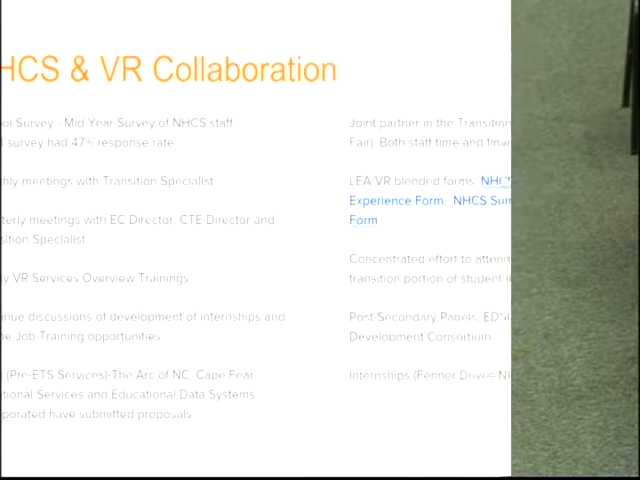 HCS & VR Collaboration
ol Survey - Mid Year Survey of NHCS staff
survey had 47% response rate
hly meetings with Transition Specialist
terly meetings with EC Director, CTE Director and
sition Specialist
y VR Services Overview Trainings
nue discussions of development of internships and
e Job Training opportunities
(Pre-ETS Services)-The Arc of NC, Cape Fear
tional Services and Educational Data Systems
porated have submitted proposals
Joint partner in the Transition
Fair) Both staff time and
LEA VR blended forms: NHCS
Experience Form, NHCS
Form
Concentrated effort to attend
transition portion of student
Post-Secondary Panels,
Development Consortium
Internships (Fenner